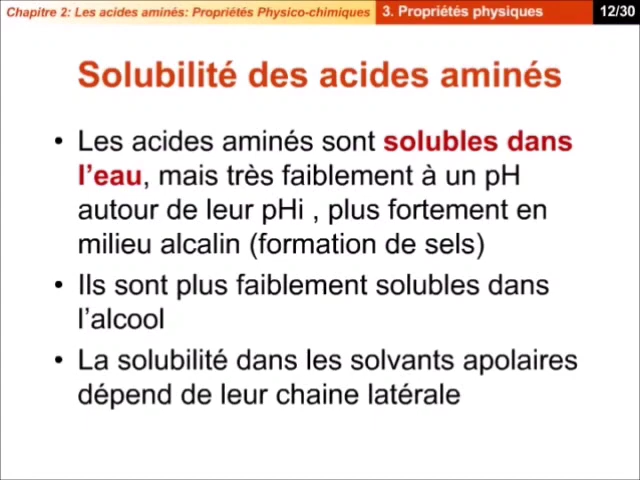 Chapitre 2: Les acides aminés: Propriétés Physico-chimiques 3. Propriétés physiques 12/30
Solubilité des acides aminés
• Les acides aminés sont solubles dans
l'eau, mais très faiblement à un pH
autour de leur pHi , plus fortement en
milieu alcalin (formation de sels)
• Ils sont plus faiblement solubles dans
l'alcool
• La solubilité dans les solvants apolaires
dépend de leur chaine latérale